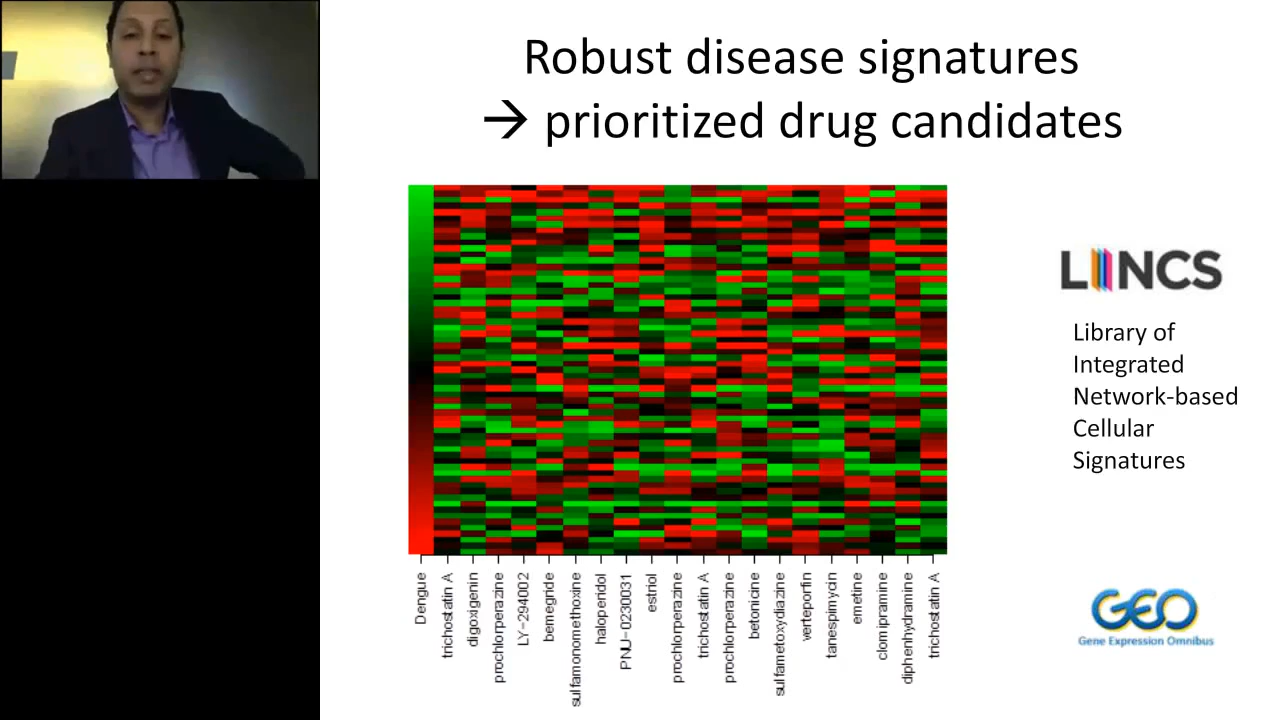 Robust disease signatures
→ prioritized drug candidates
LINCS
Library of
Integrated
Network-based
Cellular
Signatures
GEO
Gene Expression Omnibus
Dengue
trichostatin A
digoxigenin
prochlorperazine
LY-294002
bemegride
sulfamonomethoxine
haloperidol
PNU-0230031
estriol
prochlorperazine
trichostatin A
prochlorperazine
betonicine
sulfametoxydiazine
verteporfin
tanespimycin
emetine
clomipramine
diphenhydramine
trichostatin A